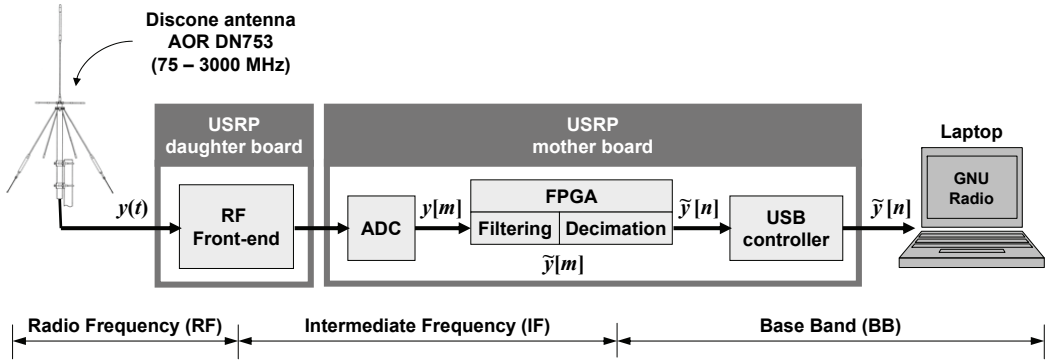 Discone antenna
AOR DN753
(75 – 3000 MHz)
USRP
daughter board
USRP
mother board
Laptop
GNU
Radio
y(t)
RF
Front-end
ADC
y[m]
FPGA
Filtering
Decimation
ỹ[m]
ỹ[n]
USB
controller
ỹ[n]
Radio Frequency (RF)
Intermediate Frequency (IF)
Base Band (BB)